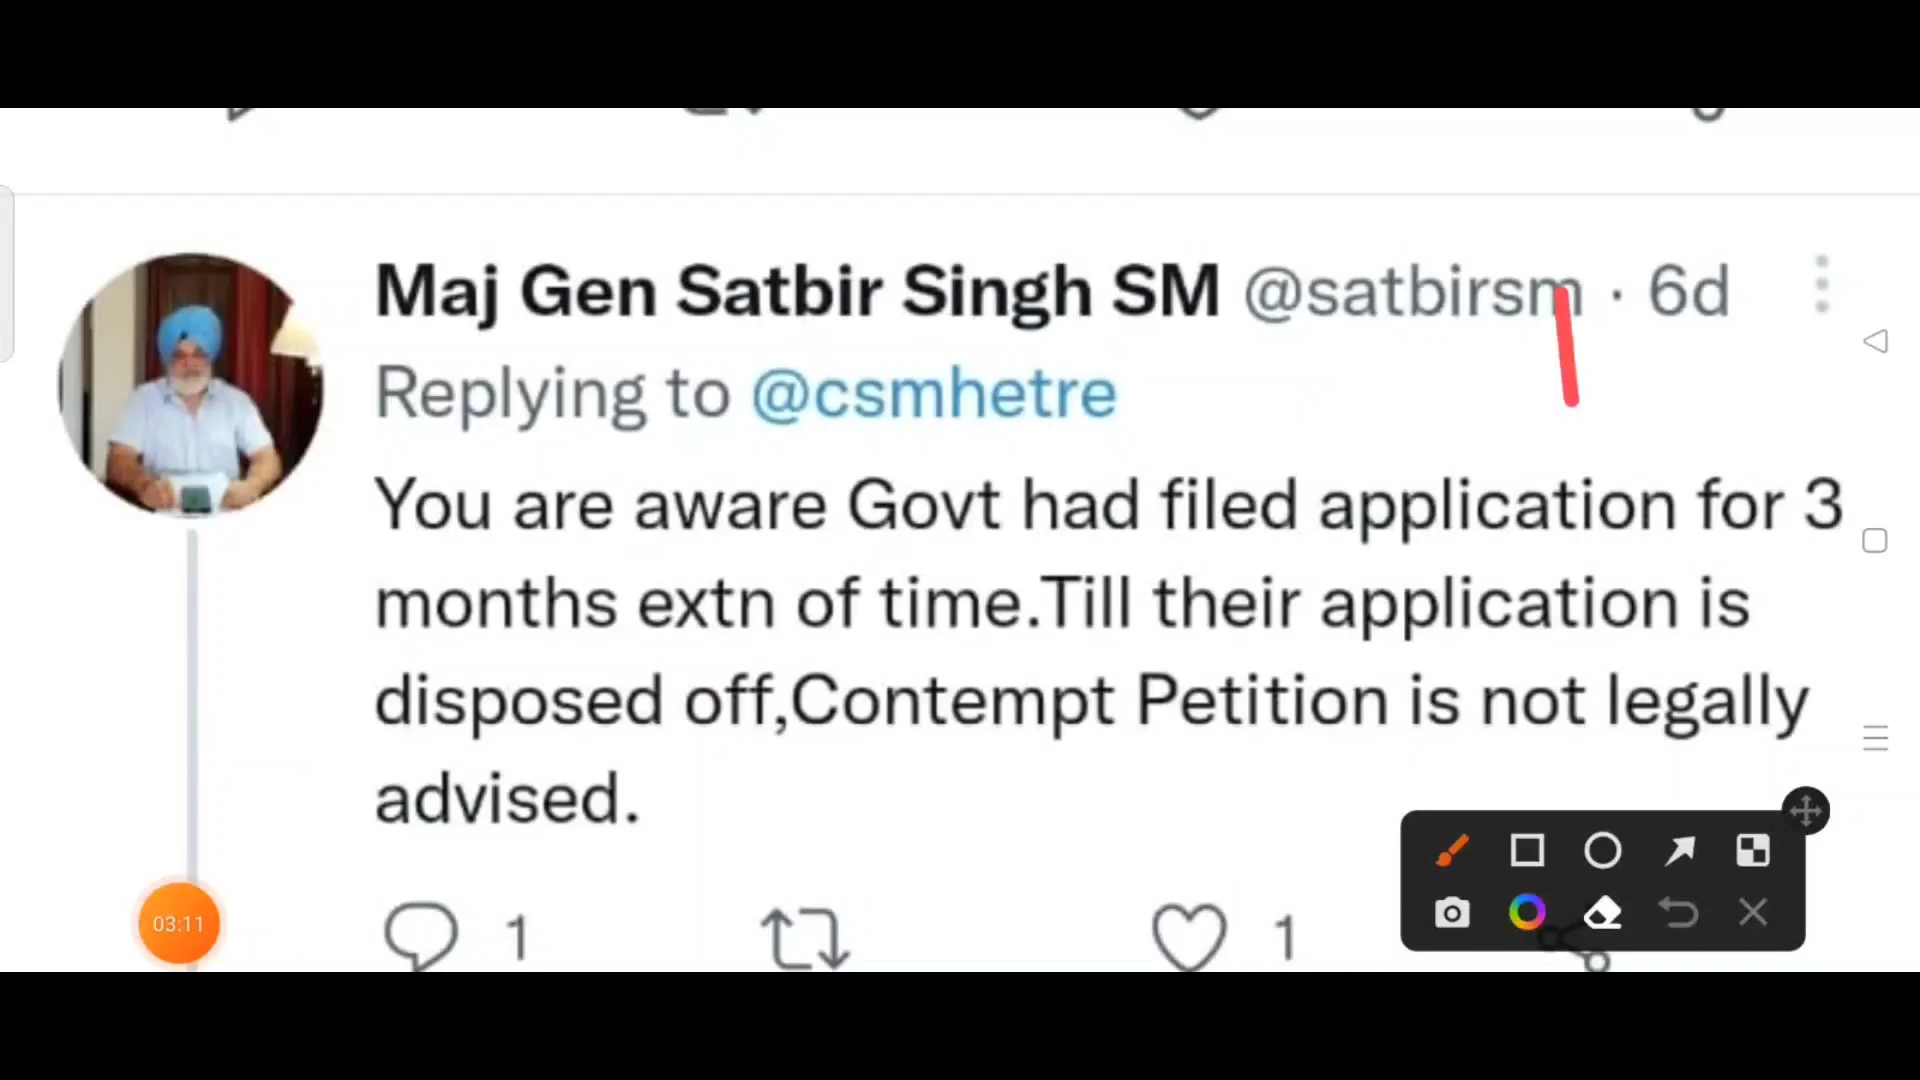 Maj Gen Satbir Singh SM @satbirsm · 6d
Replying to @csmhetre
You are aware Govt had filed application for 3
months extn of time.Till their application is
disposed off,Contempt Petition is not legally
advised.
1 1
03:11